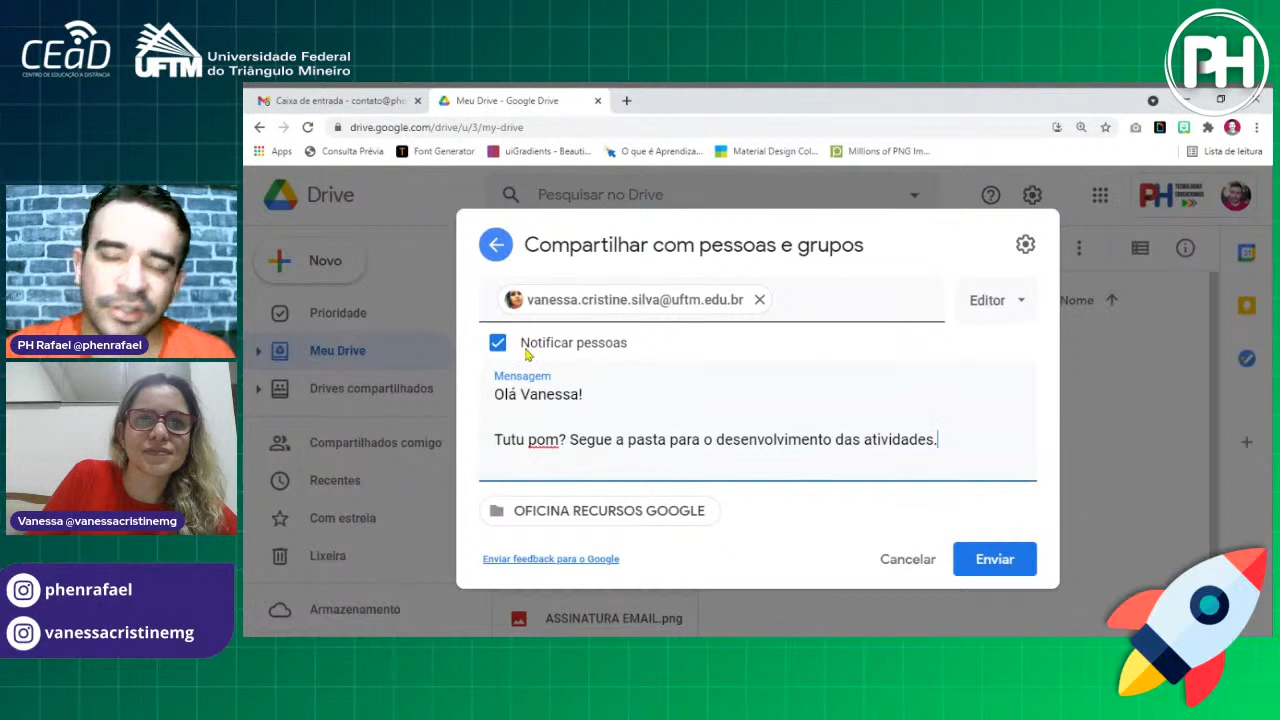 CEaD
CENTRO DE EDUCAÇÃO A DISTÂNCIA
UFTM
Universidade Federal
do Triângulo Mineiro
PH
Caixa de entrada - contato@phe
Meu Drive - Google Drive
drive.google.com/drive/u/3/my-drive
Apps
Consulta Prévia
Font Generator
uiGradients - Beauti...
O que é Aprendiza...
Material Design Col...
Millions of PNG Im...
Lista de leitura
Drive
Pesquisar no Drive
PH
Novo
Prioridade
Meu Drive
Drives compartilhados
Compartilhados comigo
Recentes
Com estrela
Lixeira
Armazenamento
Nome
Compartilhar com pessoas e grupos
vanessa.cristine.silva@uftm.edu.br
Editor
Notificar pessoas
Mensagem
Olá Vanessa!
Tutu pom? Segue a pasta para o desenvolvimento das atividades.
OFICINA RECURSOS GOOGLE
Enviar feedback para o Google
Cancelar
Enviar
ASSINATURA EMAIL.png
PH Rafael @phenrafael
Vanessa @vanessacristinemg
phenrafael
vanessacristinemg